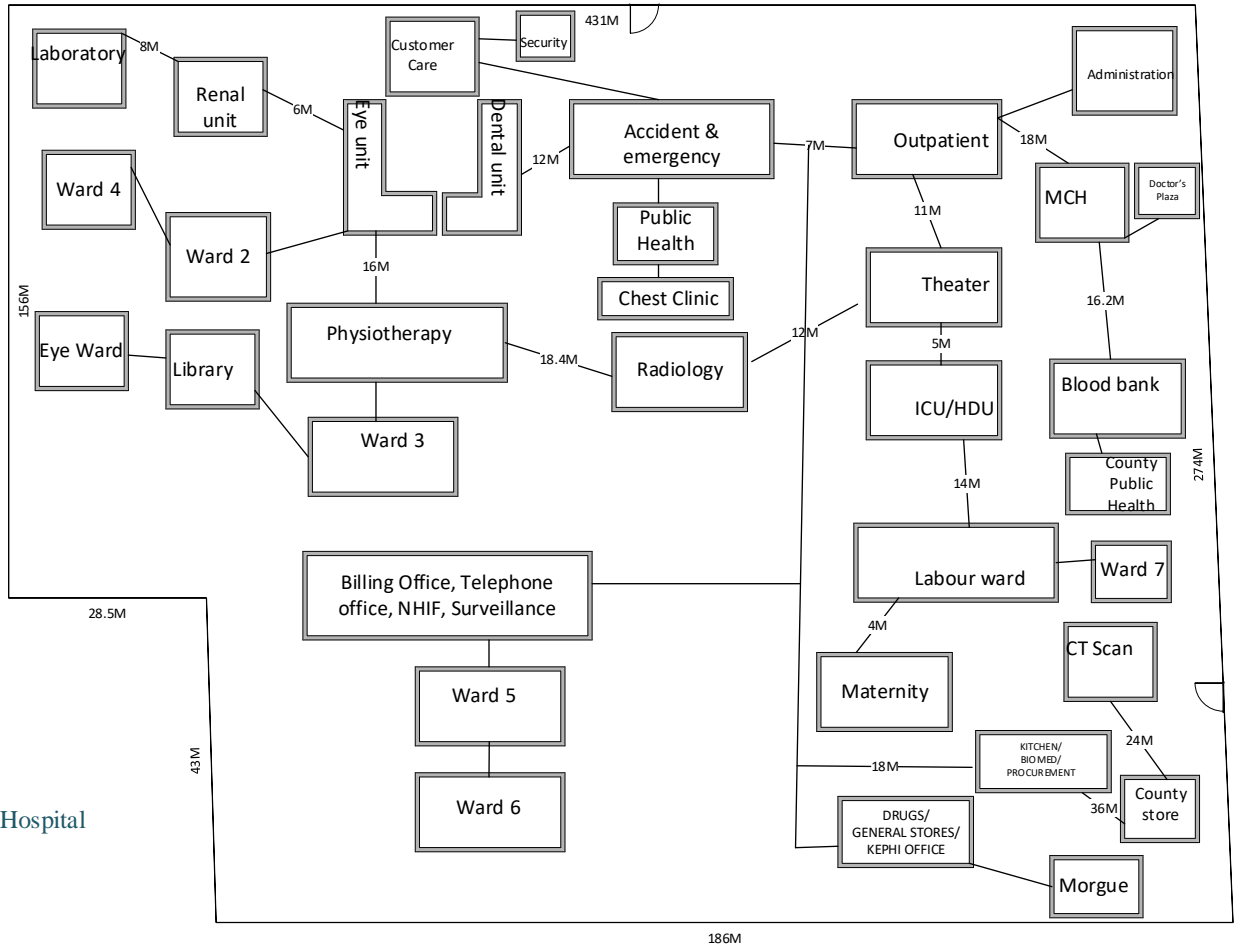 431M
Laboratory
8M
Renal
unit
6M
Customer
Care
Security
Eye unit
Dental unit
12M
Accident &
emergency
7M
Outpatient
Administration
18M
MCH
Doctor's
Plaza
Ward 4
Ward 2
Public
Health
Chest Clinic
11M
Theater
16M
156M
Eye Ward
Library
Physiotherapy
18.4M
Radiology
12M
5M
ICU/HDU
16.2M
Blood bank
County
Public
Health
274M
Ward 3
14M
Labour ward
Ward 7
Billing Office, Telephone
office, NHIF, Surveillance
28.5M
4M
CT Scan
Ward 5
Maternity
43M
24M
KITCHEN/
BIOMED/
PROCUREMENT
18M
36M
County
store
Ward 6
Hospital
DRUGS/
GENERAL STORES/
KEPHI OFFICE
Morgue
186M